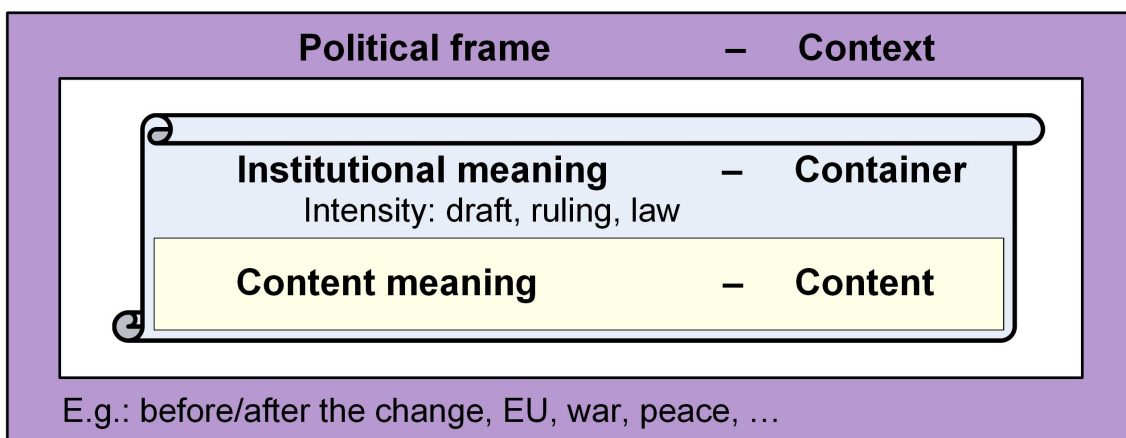 Political frame – Context
Institutional meaning – Container
Intensity: draft, ruling, law
Content meaning – Content
E.g.: before/after the change, EU, war, peace, …